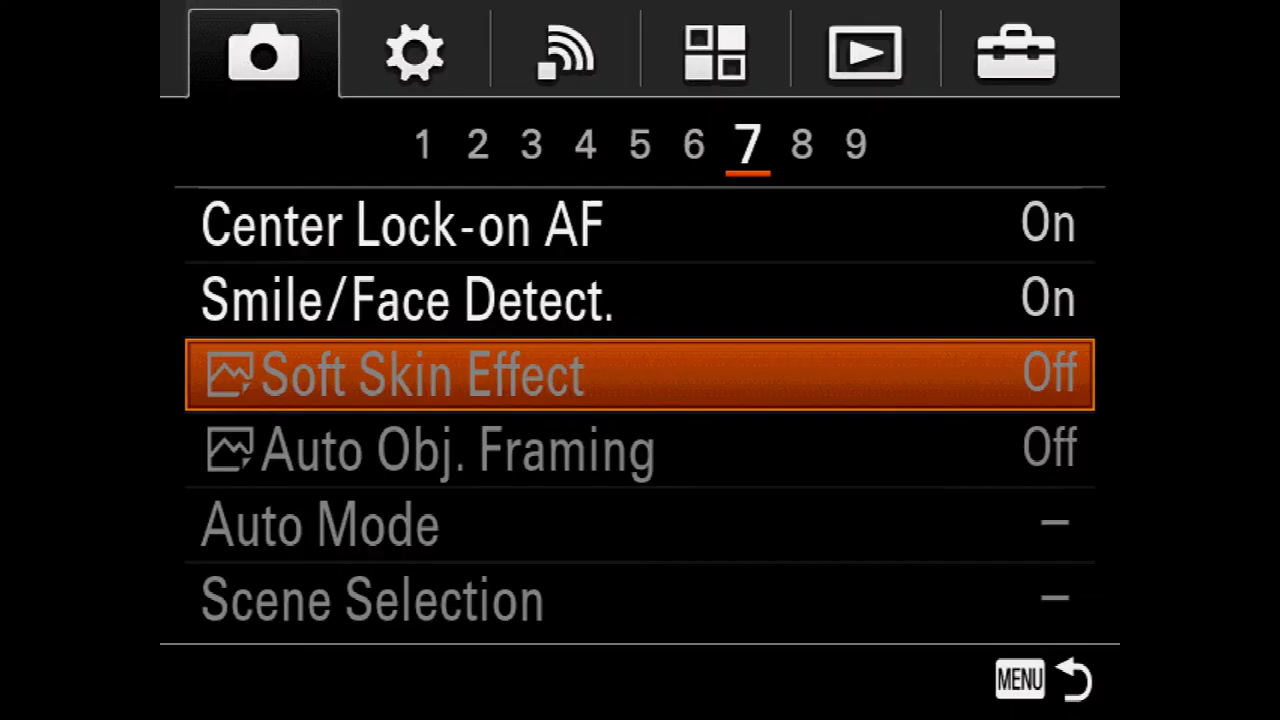 1 2 3 4 5 6 7 8 9
Center Lock-on AF On
Smile/Face Detect. On
Soft Skin Effect Off
Auto Obj. Framing Off
Auto Mode –
Scene Selection –
MENU